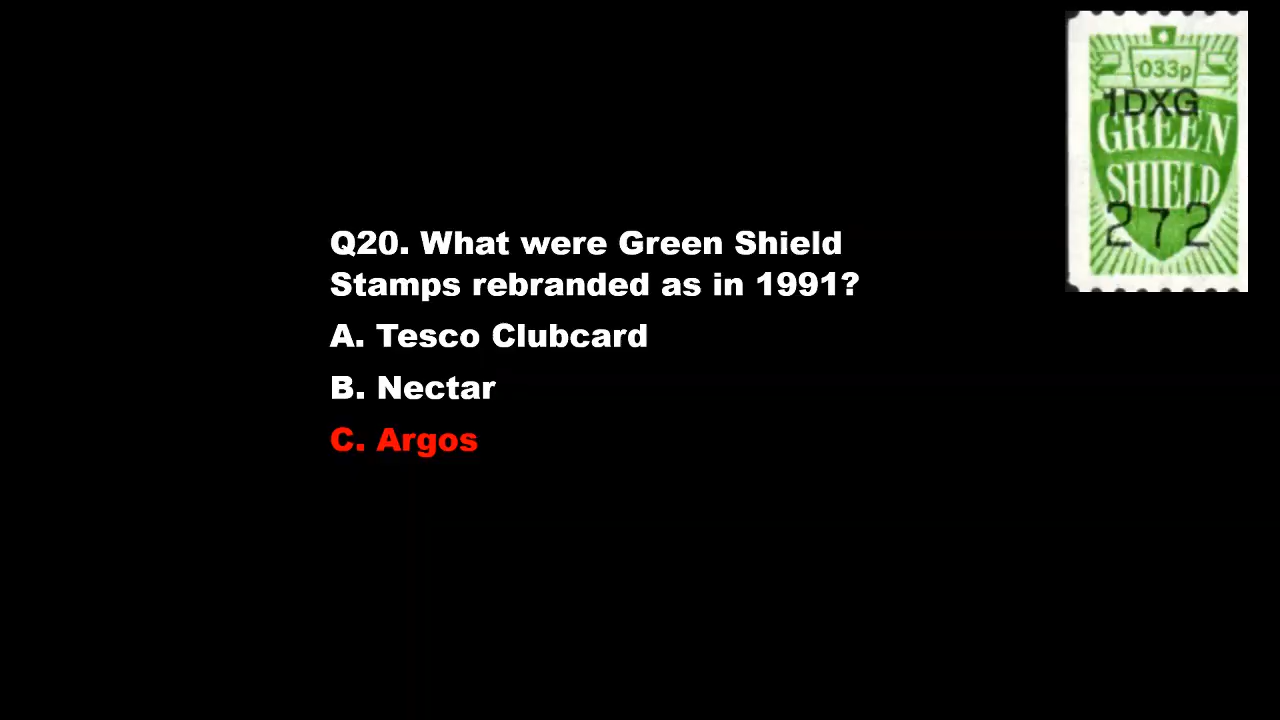 033p
1DXG
GREEN
SHIELD
272
Q20. What were Green Shield
Stamps rebranded as in 1991?
A. Tesco Clubcard
B. Nectar
C. Argos